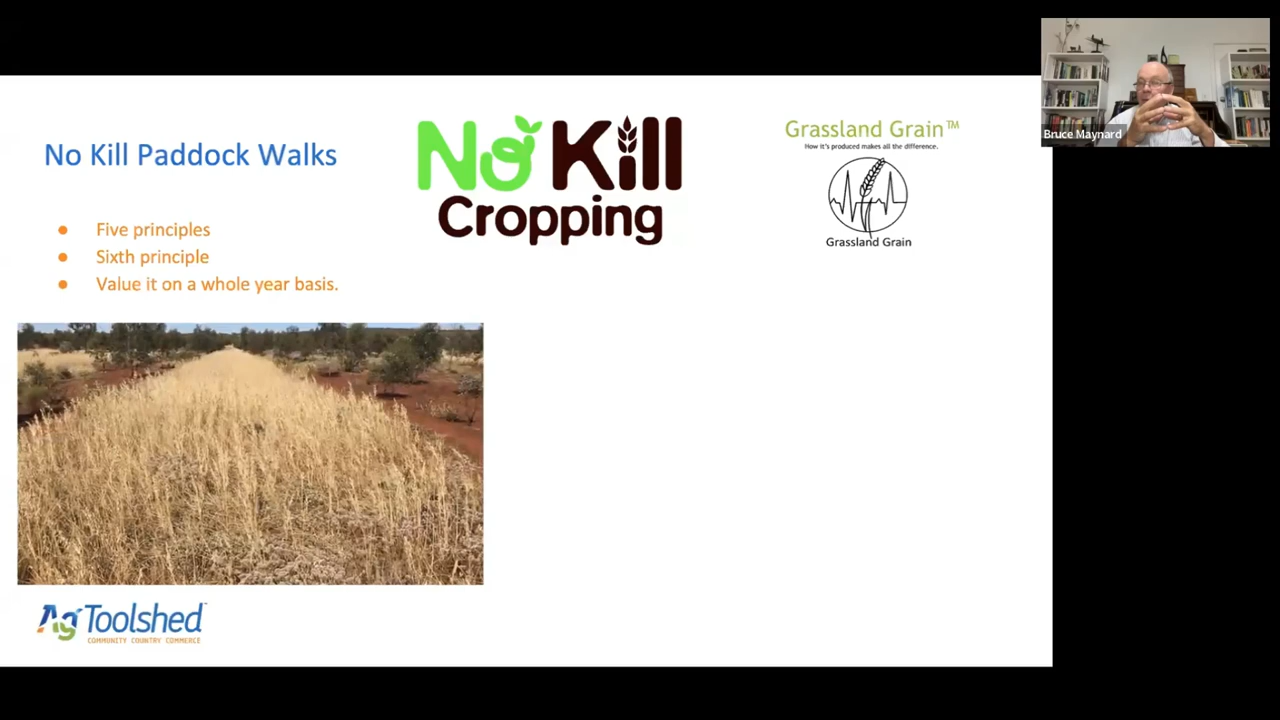 No Kill Paddock Walks
● Five principles
● Sixth principle
● Value it on a whole year basis.
No Kill
Cropping
Grassland Grain™
How it's produced makes all the difference.
Grassland Grain
Bruce Maynard
AgToolshed™
COMMUNITY COUNTRY COMMERCE